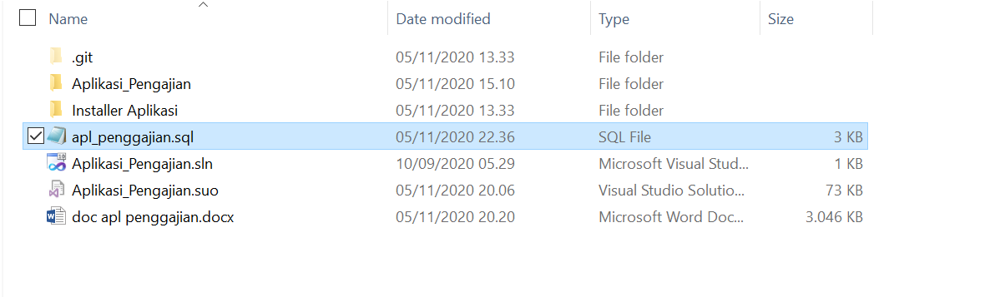 Name Date modified Type Size
.git 05/11/2020 13.33 File folder
Aplikasi_Pengajian 05/11/2020 15.10 File folder
Installer Aplikasi 05/11/2020 13.33 File folder
apl_penggajian.sql 05/11/2020 22.36 SQL File 3 KB
Aplikasi_Pengajian.sln 10/09/2020 05.29 Microsoft Visual Stud... 1 KB
Aplikasi_Pengajian.suo 05/11/2020 20.06 Visual Studio Solutio... 73 KB
doc apl penggajian.docx 05/11/2020 20.20 Microsoft Word Doc... 3.046 KB